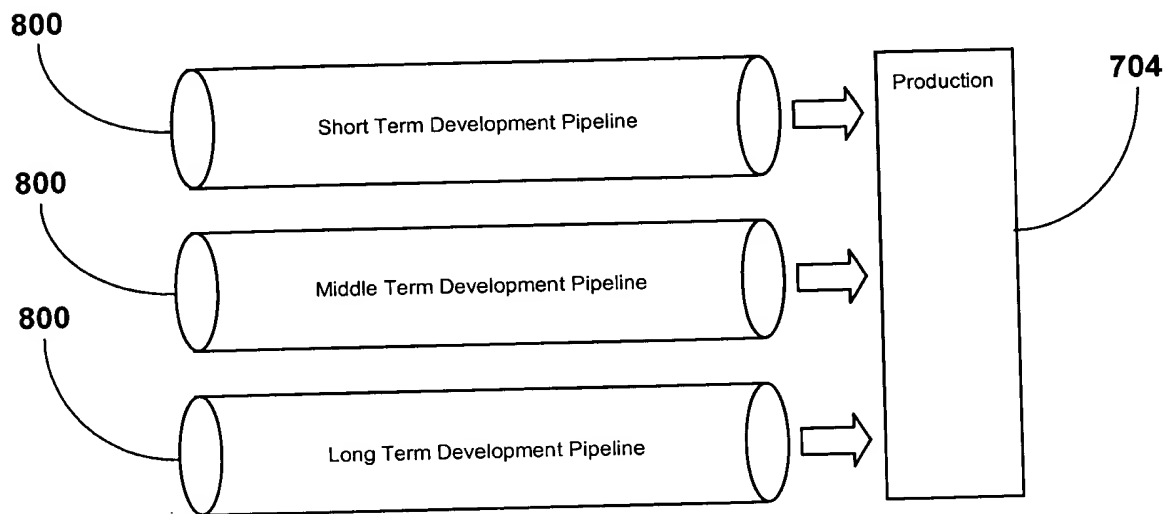 800
Short Term Development Pipeline
Production
704
800
Middle Term Development Pipeline
800
Long Term Development Pipeline